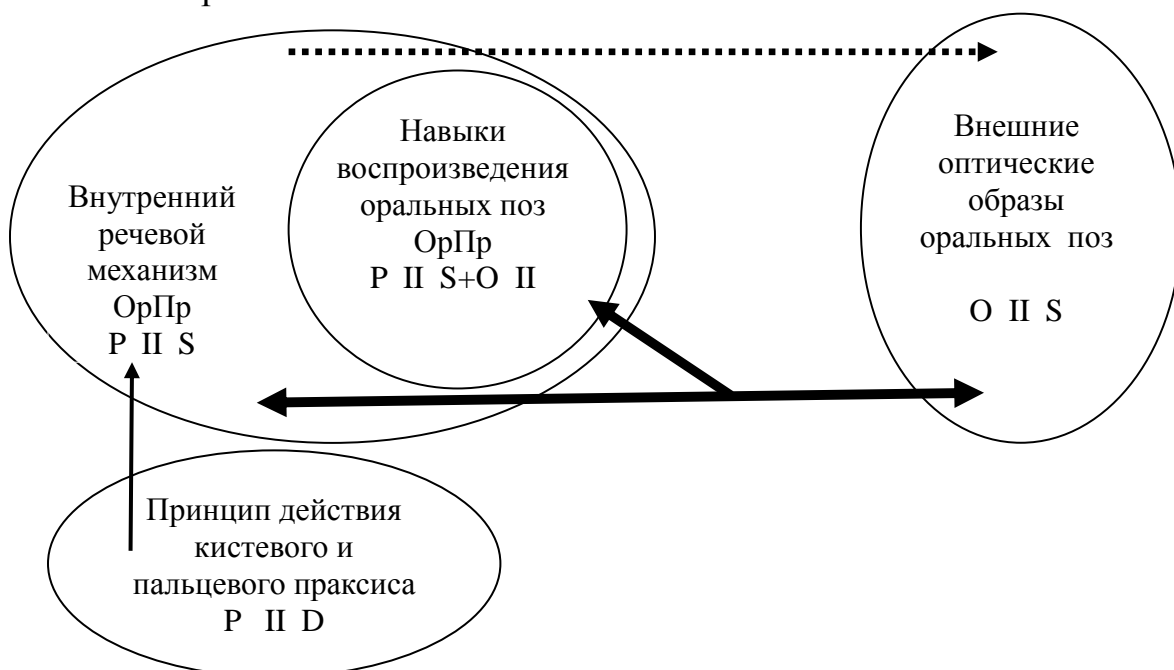 Навыки
воспроизведения
оральных поз
ОрПр
P II S+O II
Внутренний
речевой
механизм
ОрПр
P II S
Внешние
оптические
образы
оральных поз
O II S
Принцип действия
кистевого и
пальцевого праксиса
P II D